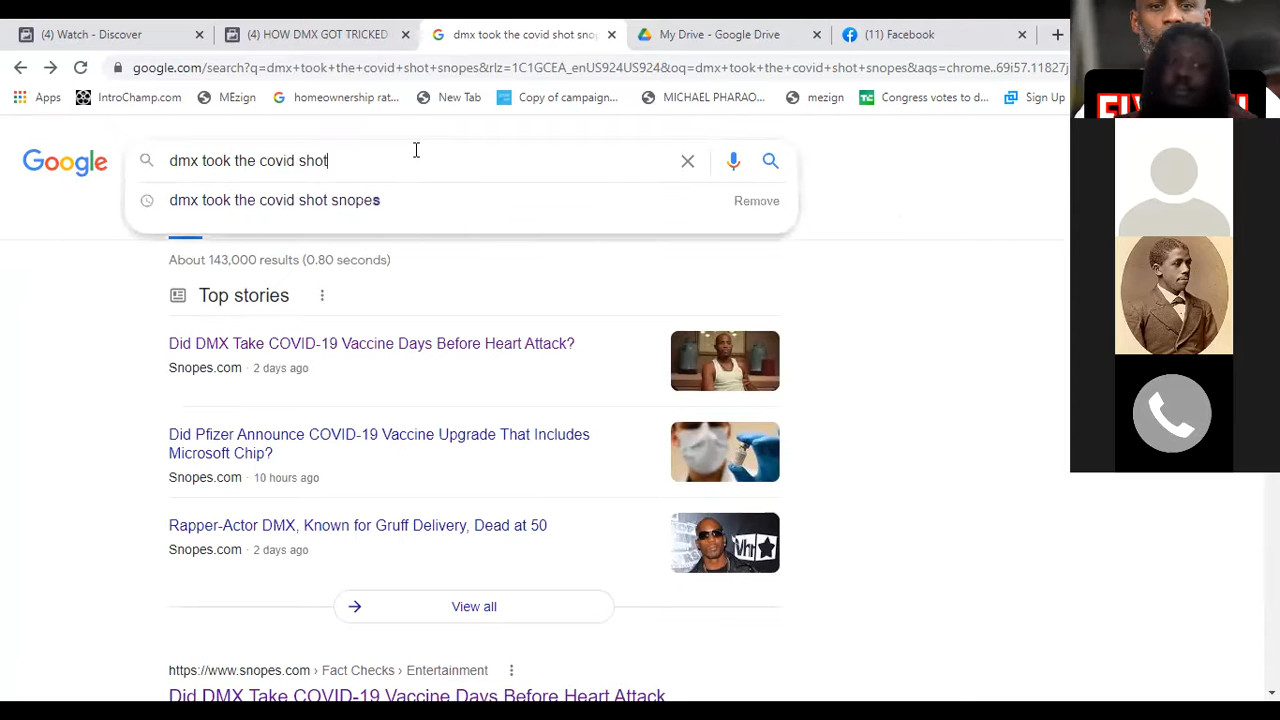 (4) Watch - Discover
(4) HOW DMX GOT TRICKED
dmx took the covid shot sno
My Drive - Google Drive
(11) Facebook
google.com/search?q=dmx+took+the+covid+shot+snopes&rlz=1C1GCEA_enUS924US924&oq=dmx+took+the+covid+shot+snopes&aqs=chrome..69i57.11827j
Apps
IntroChamp.com
MEzign
homeownership rat...
New Tab
Copy of campaign...
MICHAEL PHARAO...
mezign
Congress votes to d...
Sign Up
Google
dmx took the covid shot
dmx took the covid shot snopes
Remove
About 143,000 results (0.80 seconds)
Top stories
Did DMX Take COVID-19 Vaccine Days Before Heart Attack?
Snopes.com · 2 days ago
Did Pfizer Announce COVID-19 Vaccine Upgrade That Includes
Microsoft Chip?
Snopes.com · 10 hours ago
Rapper-Actor DMX, Known for Gruff Delivery, Dead at 50
Snopes.com · 2 days ago
View all
https://www.snopes.com › Fact Checks › Entertainment
Did DMX Take COVID-19 Vaccine Days Before Heart Attack